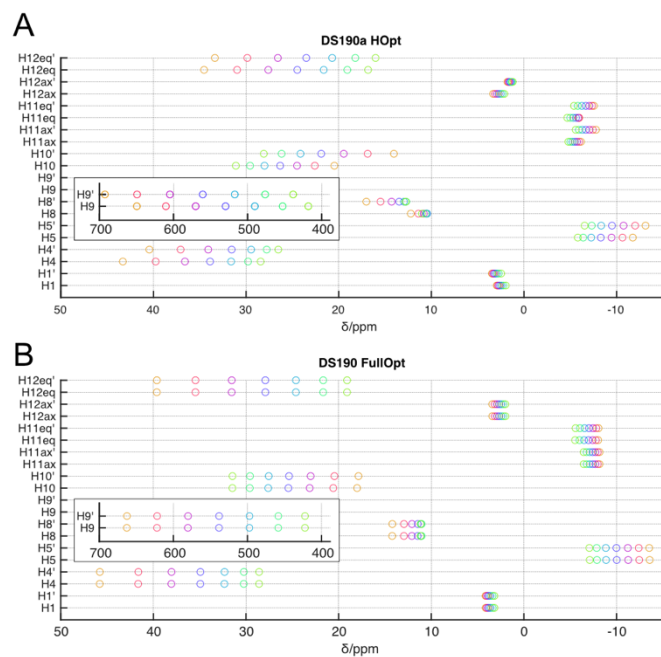 A
DS190a HOpt
H12eq'
H12eq
H12ax'
H12ax
H11eq'
H11eq
H11ax'
H11ax
H10'
H10
H9'
H9
H8'
H8
H5'
H5
H4'
H4
H1'
H1
H9'
H9
700 600 500 400
50 40 30 20 10 0 -10
δ/ppm
B
DS190 FullOpt
H12eq'
H12eq
H12ax'
H12ax
H11eq'
H11eq
H11ax'
H11ax
H10'
H10
H9'
H9
H8'
H8
H5'
H5
H4'
H4
H1'
H1
H9'
H9
700 600 500 400
50 40 30 20 10 0 -10
δ/ppm